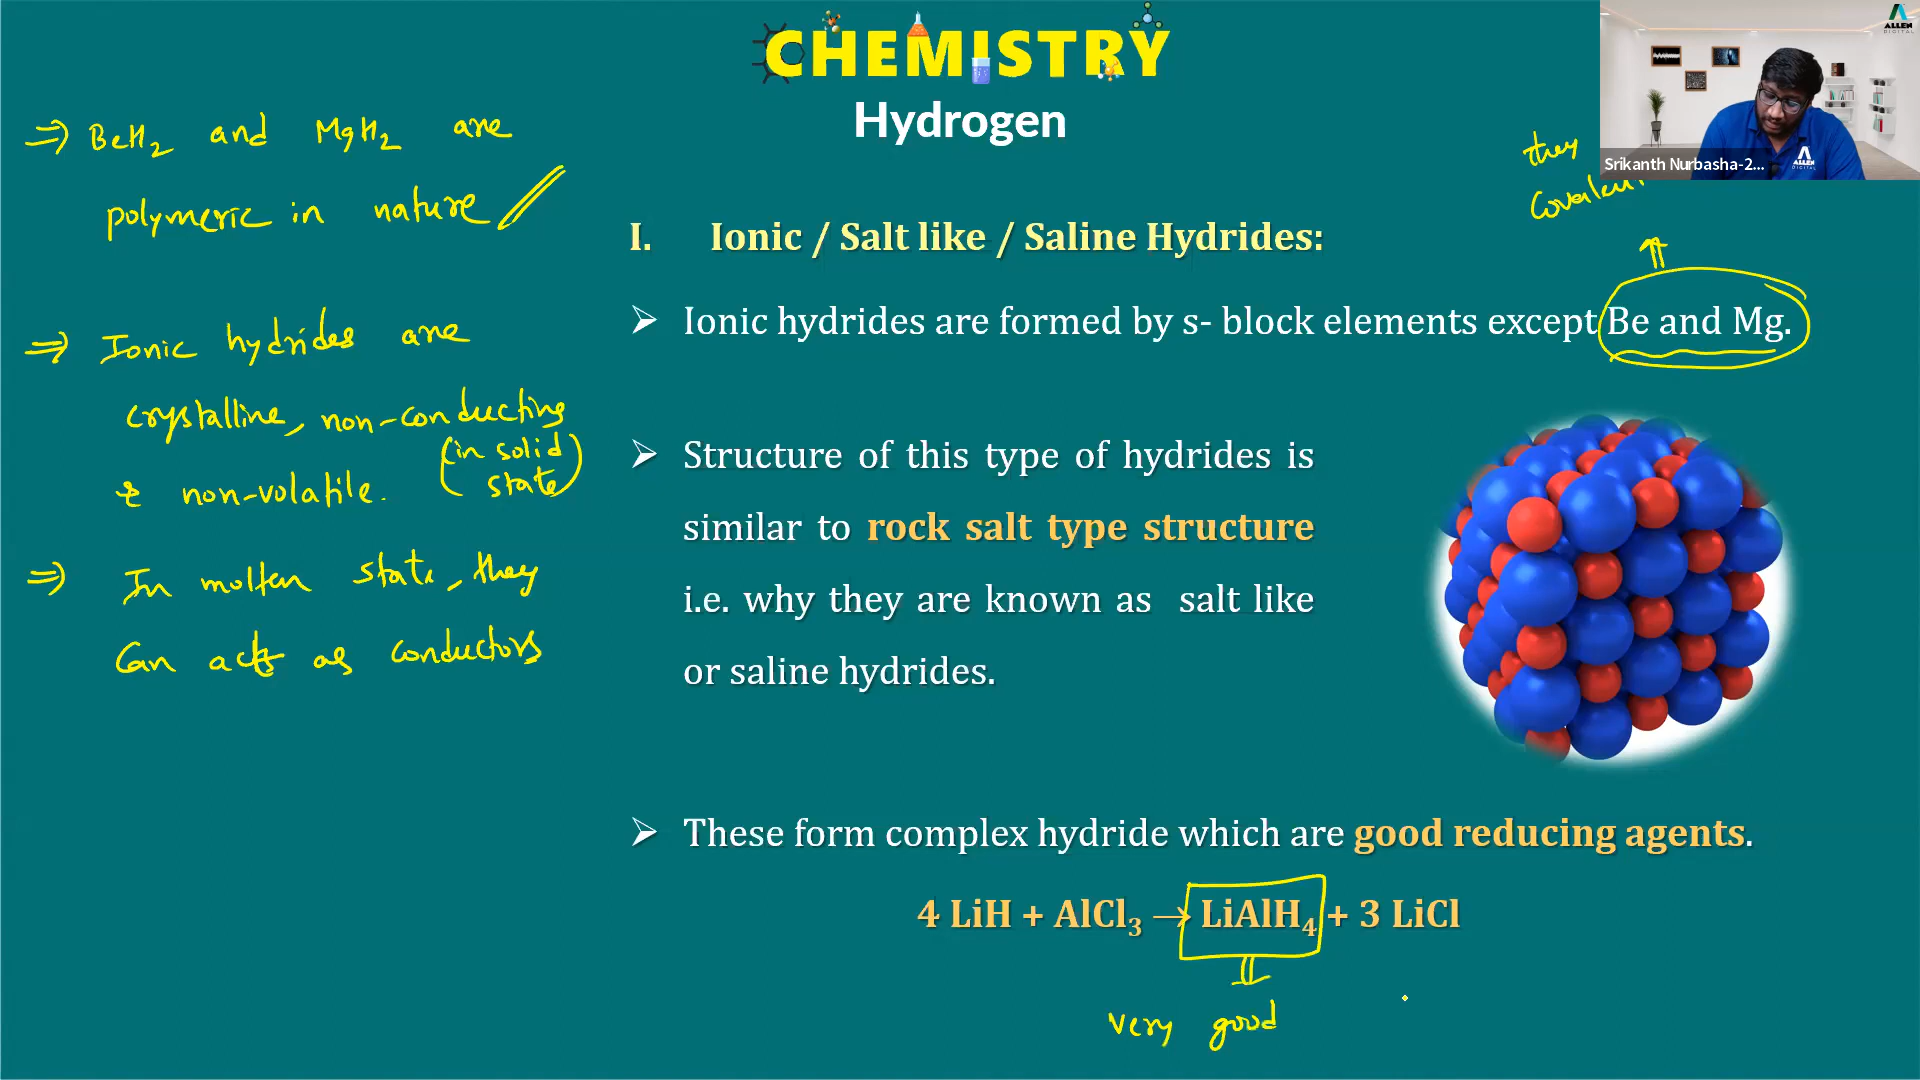 CHEMISTRY
Hydrogen
ALLEN
DIGITAL
Srikanth Nurbasha-2...
ALLEN
DIGITAL
they
⇒ BeH₂ and MgH₂ are
polymeric in nature
⇒ Ionic hydrides are
crystalline, non-conducting
(in solid
state)
& non-volatile.
⇒ In molten state, they
Can acts as conductors
I. Ionic / Salt like / Saline Hydrides:
➢ Ionic hydrides are formed by s- block elements except Be and Mg.
➢ Structure of this type of hydrides is
similar to rock salt type structure
i.e. why they are known as salt like
or saline hydrides.
➢ These form complex hydride which are good reducing agents.
4 LiH + AlCl₃ → LiAlH₄ + 3 LiCl
very good